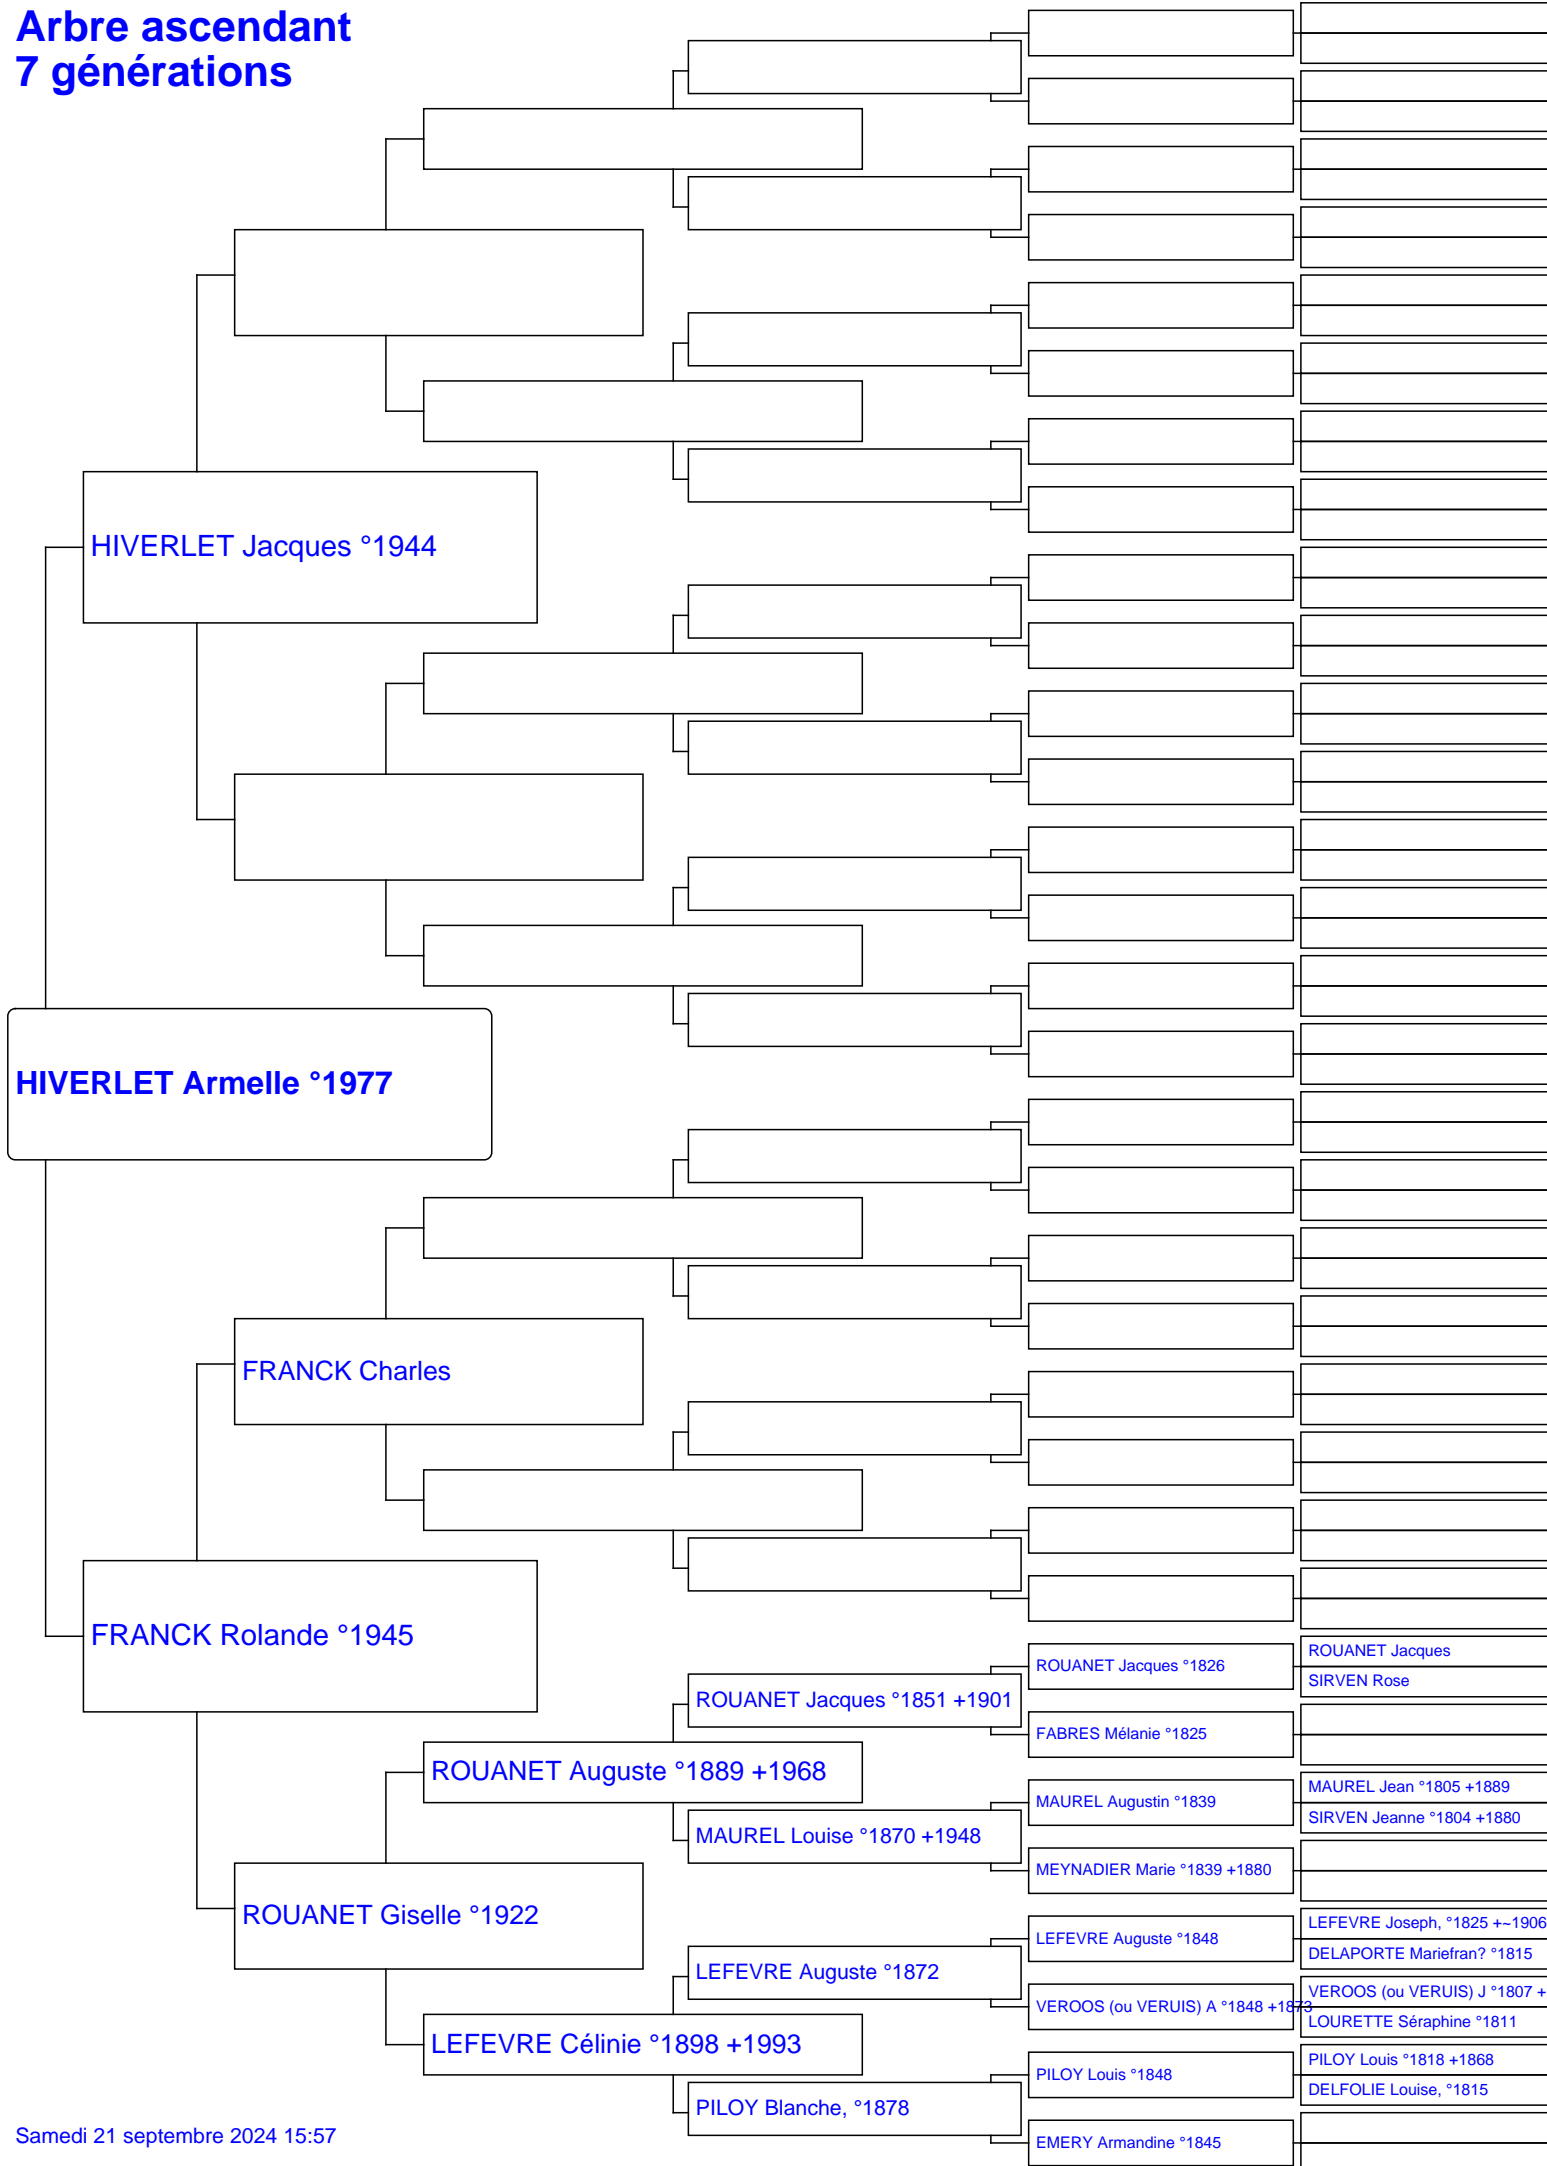 Arbre ascendant
7 générations
HIVERLET Jacques °1944
HIVERLET Armelle °1977
FRANCK Charles
FRANCK Rolande °1945
ROUANET Jacques
ROUANET Jacques °1826
SIRVEN Rose
ROUANET Jacques °1851 +1901
FABRES Mélanie °1825
ROUANET Auguste °1889 +1968
MAUREL Jean °1805 +1889
MAUREL Augustin °1839
SIRVEN Jeanne °1804 +1880
MAUREL Louise °1870 +1948
MEYNADIER Marie °1839 +1880
ROUANET Giselle °1922
LEFEVRE Joseph, °1825 +~1906
LEFEVRE Auguste °1848
DELAPORTE Mariefran? °1815
LEFEVRE Auguste °1872
VEROOS (ou VERUIS) J °1807 +
VEROOS (ou VERUIS) A °1848 +1873
LOURETTE Séraphine °1811
LEFEVRE Célinie °1898 +1993
PILOY Louis °1818 +1868
PILOY Louis °1848
DELFOLIE Louise, °1815
PILOY Blanche, °1878
EMERY Armandine °1845
Samedi 21 septembre 2024 15:57